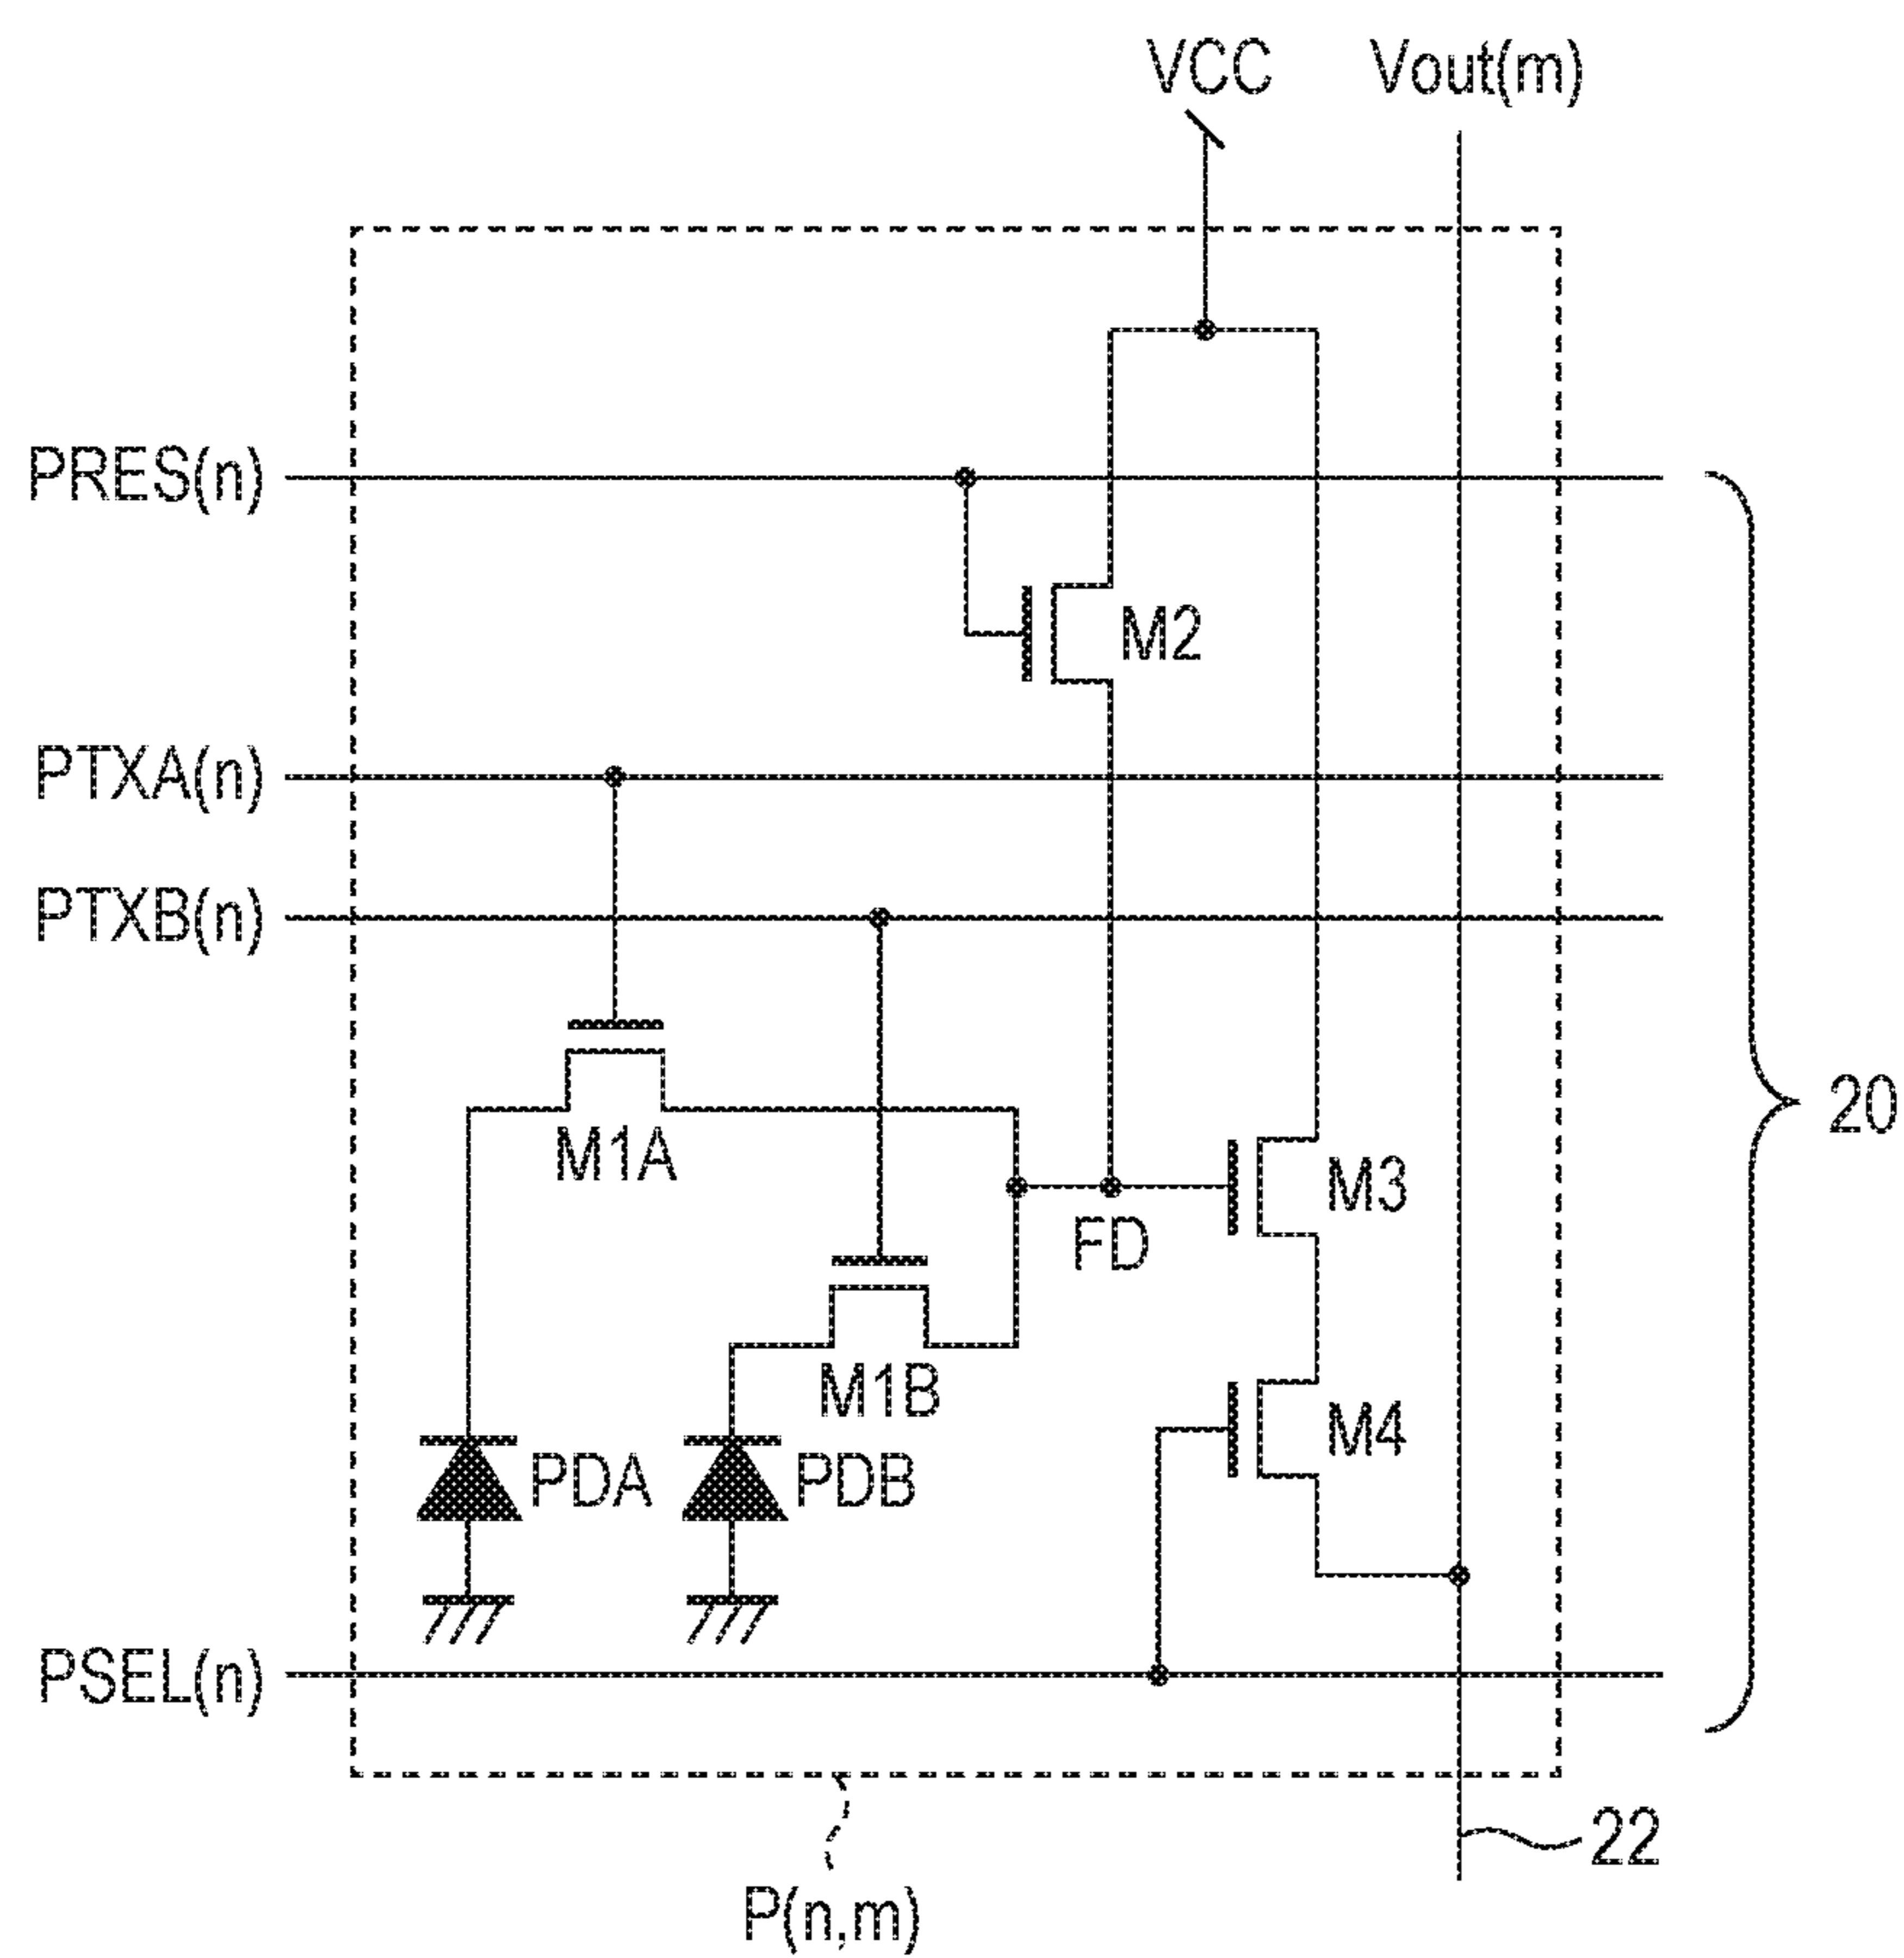 VCC
Vout(m)
PRES(n)
M2
PTXA(n)
PTXB(n)
20
M1A
M3
FD
M1B
M4
PDA
PDB
PSEL(n)
22
P(n,m)